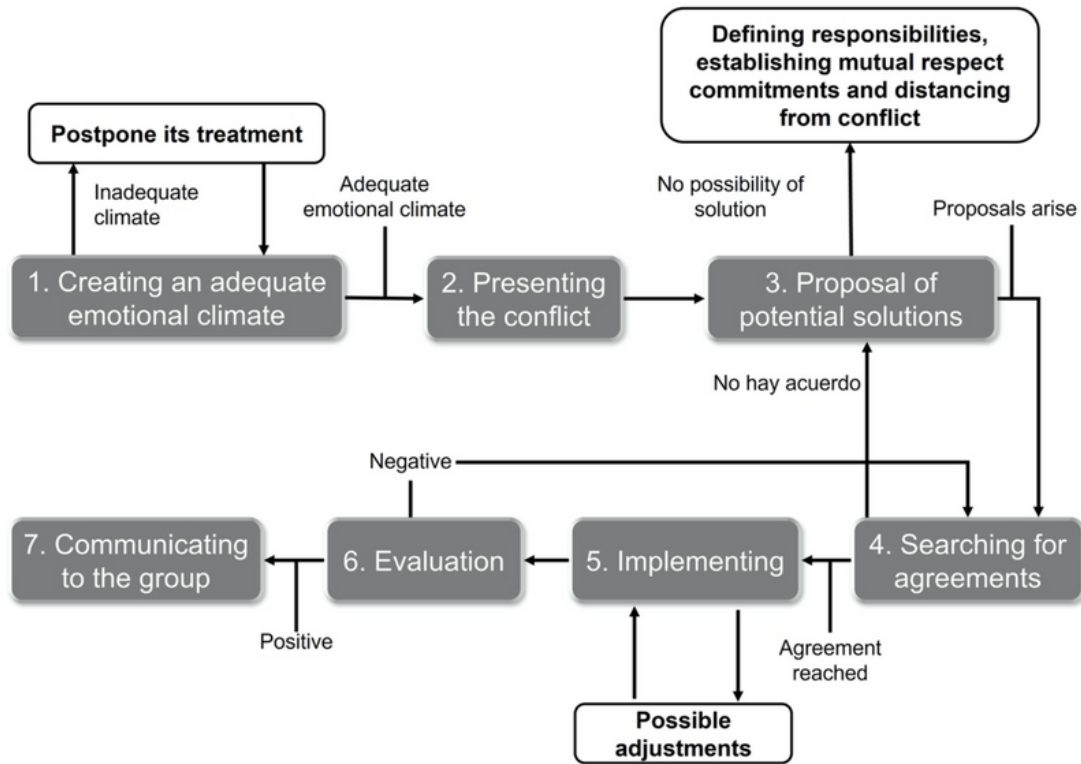 Defining responsibilities,
establishing mutual respect
commitments and distancing
from conflict
Postpone its treatment
Inadequate
climate
Adequate
emotional climate
No possibility of
solution
Proposals arise
1. Creating an adequate
emotional climate
2. Presenting
the conflict
3. Proposal of
potential solutions
No hay acuerdo
Negative
7. Communicating
to the group
6. Evaluation
5. Implementing
4. Searching for
agreements
Positive
Agreement
reached
Possible
adjustments